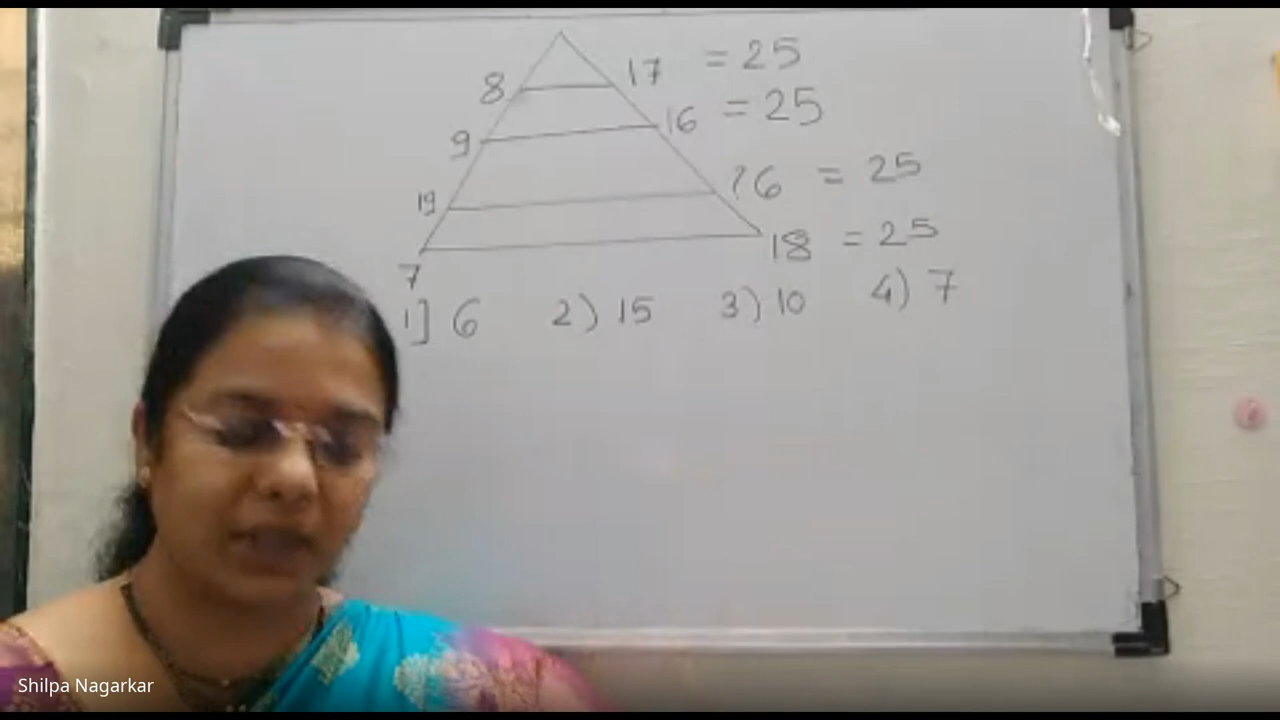 8 17 = 25
9 16 = 25
19 ? 6 = 25
7 18 = 25
1] 6 2) 15 3) 10 4) 7
Shilpa Nagarkar